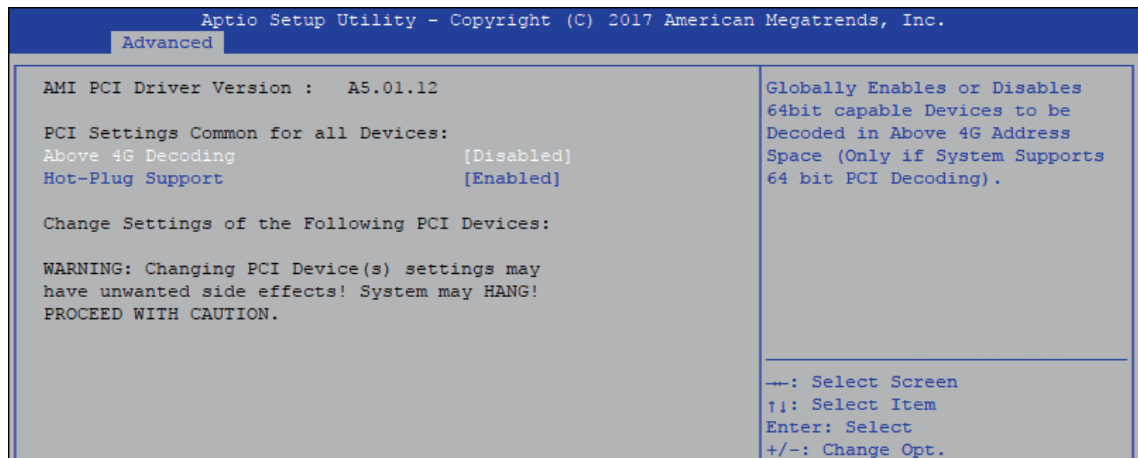 Aptio Setup Utility - Copyright (C) 2017 American Megatrends, Inc.
Advanced
AMI PCI Driver Version : A5.01.12
PCI Settings Common for all Devices:
Above 4G Decoding [Disabled]
Hot-Plug Support [Enabled]
Change Settings of the Following PCI Devices:
WARNING: Changing PCI Device(s) settings may
have unwanted side effects! System may HANG!
PROCEED WITH CAUTION.
Globally Enables or Disables
64bit capable Devices to be
Decoded in Above 4G Address
Space (Only if System Supports
64 bit PCI Decoding).
→←: Select Screen
↑↓: Select Item
Enter: Select
+/-: Change Opt.